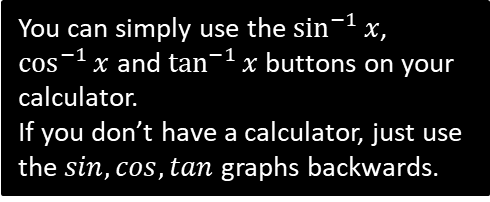 You can simply use the sin⁻¹ x,
cos⁻¹ x and tan⁻¹ x buttons on your
calculator.
If you don’t have a calculator, just use
the sin, cos, tan graphs backwards.